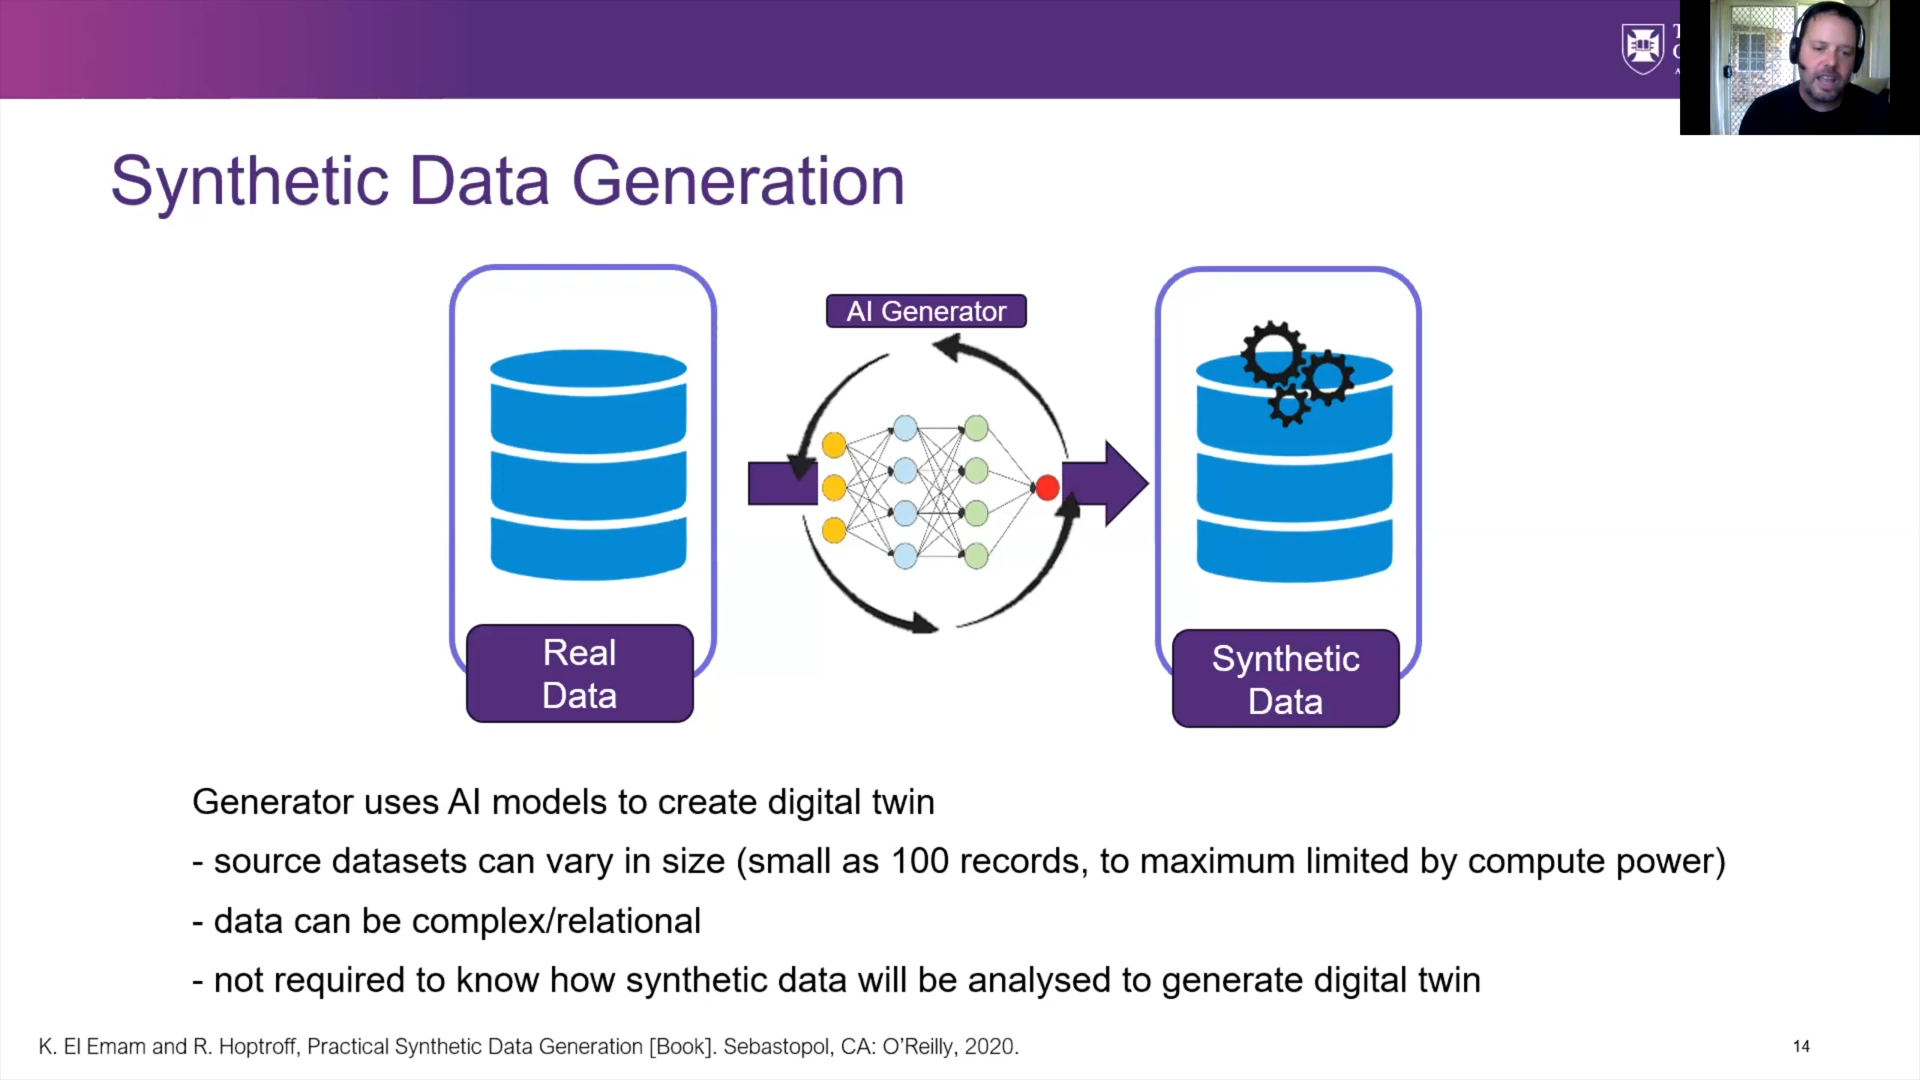 Synthetic Data Generation
AI Generator
Real
Data
Synthetic
Data
Generator uses AI models to create digital twin
- source datasets can vary in size (small as 100 records, to maximum limited by compute power)
- data can be complex/relational
- not required to know how synthetic data will be analysed to generate digital twin
K. El Emam and R. Hoptroff, Practical Synthetic Data Generation [Book]. Sebastopol, CA: O’Reilly, 2020.
14